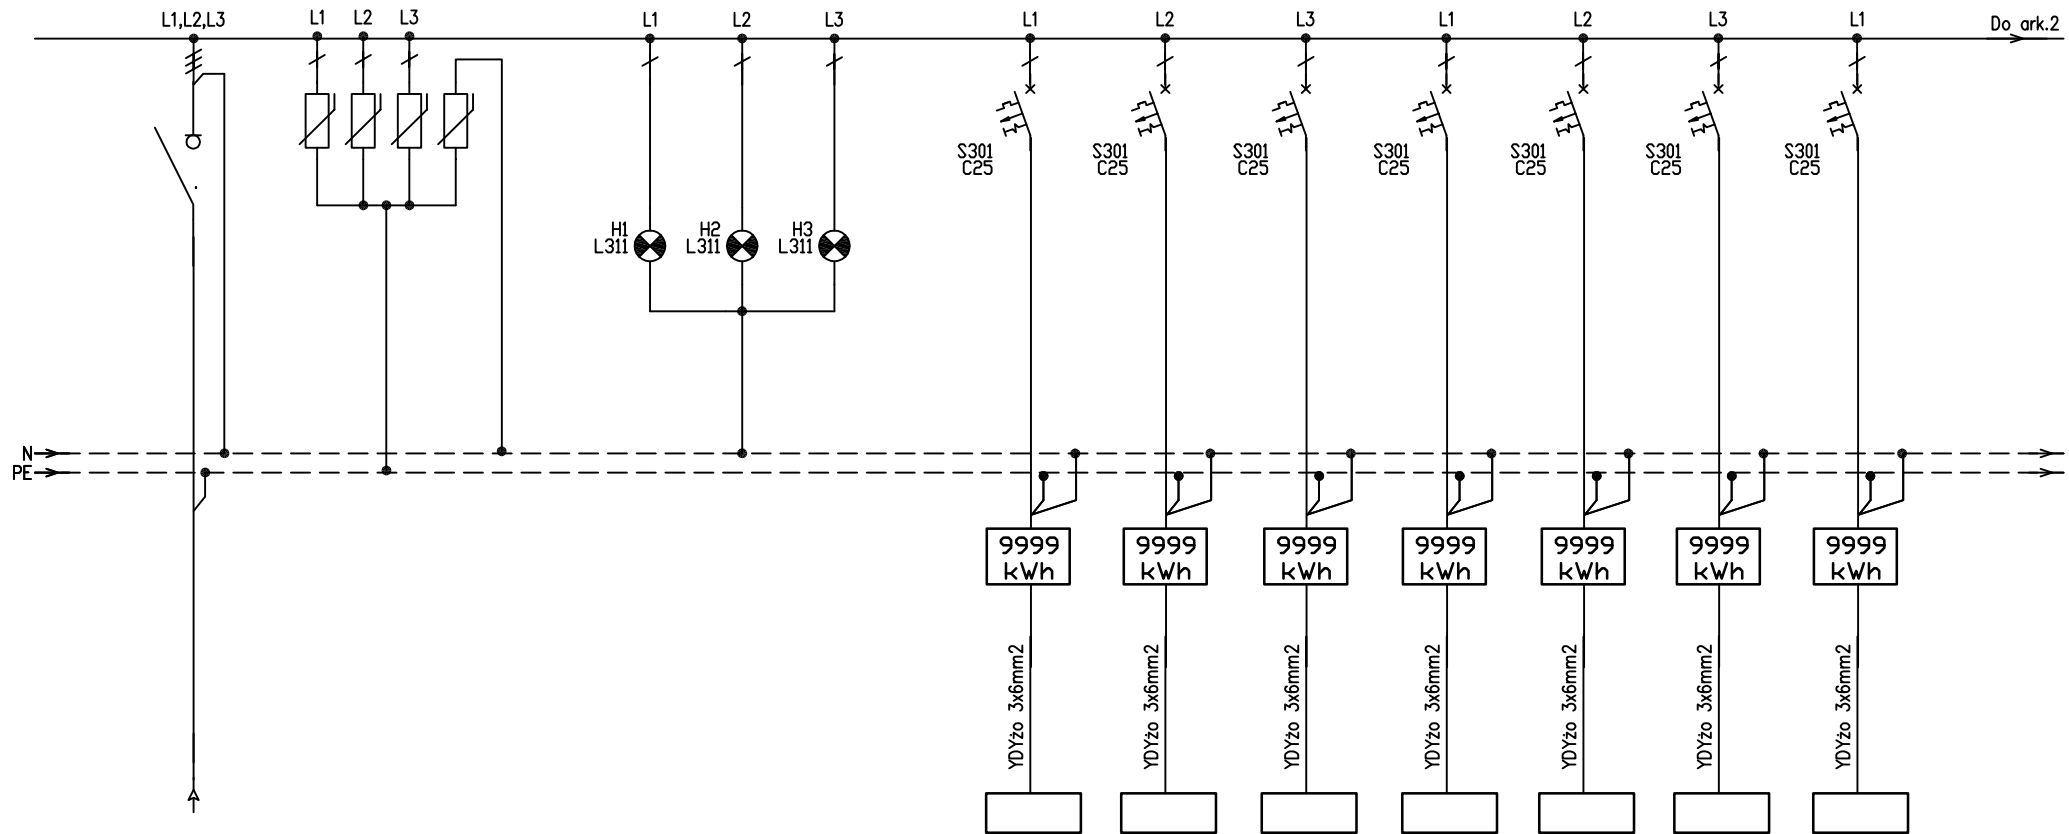 L1,L2,L3
L1
L2
L3
L1
L2
L3
L1
L2
L3
L1
L2
L3
L1
Do ark.2
S301
C25
S301
C25
S301
C25
S301
C25
S301
C25
S301
C25
S301
C25
H1
L311
H2
L311
H3
L311
N
PE
9999
kWh
9999
kWh
9999
kWh
9999
kWh
9999
kWh
9999
kWh
9999
kWh
YDYżo 3x6mm2
YDYżo 3x6mm2
YDYżo 3x6mm2
YDYżo 3x6mm2
YDYżo 3x6mm2
YDYżo 3x6mm2
YDYżo 3x6mm2